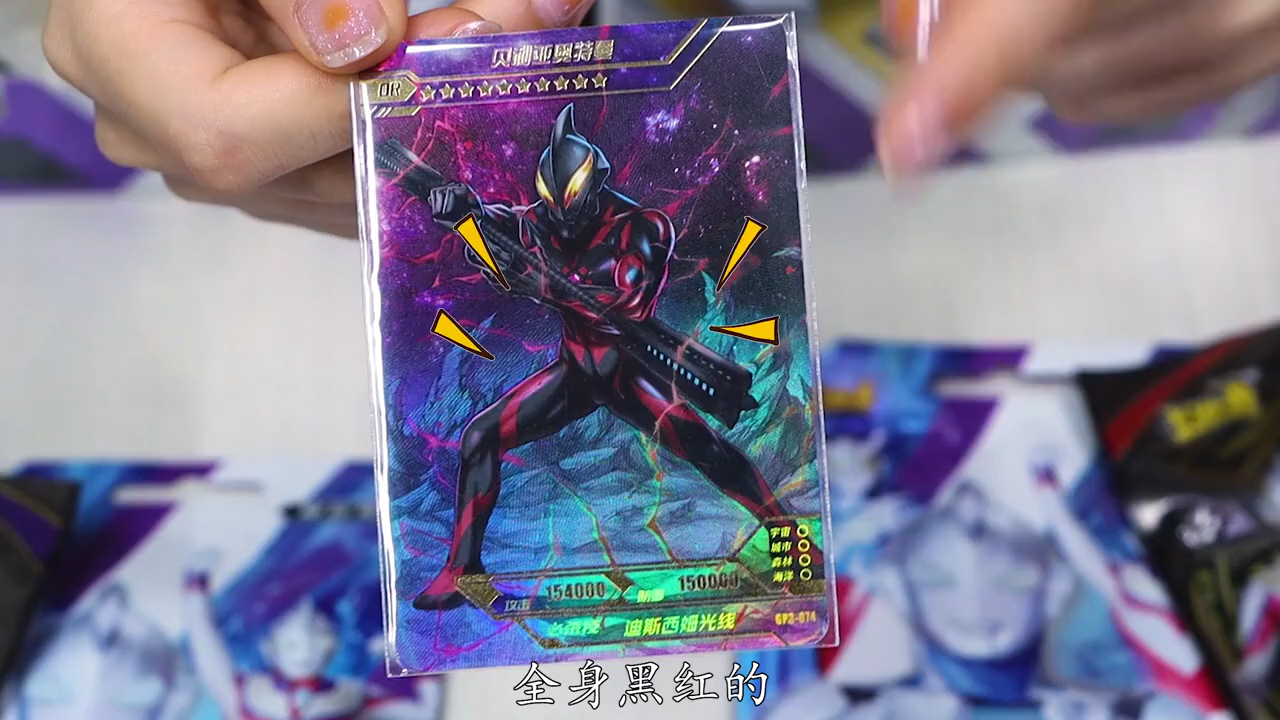 贝利亚奥特曼
OR
宇宙
城市
森林
海洋
攻击 154000 防御 150000
必杀技 迪斯西姆光线 GP2-074
全身黑红的